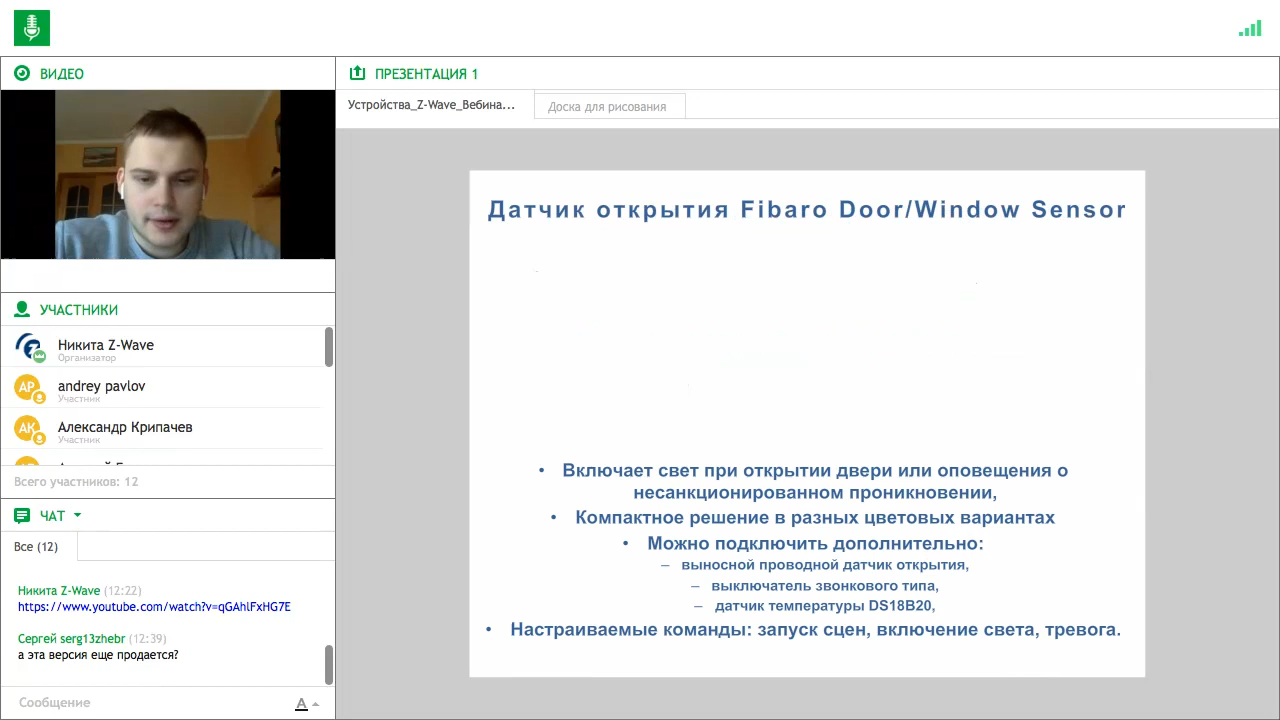 ВИДЕО
ПРЕЗЕНТАЦИЯ 1
Устройства_Z-Wave_Вебина...
Доска для рисования
Датчик открытия Fibaro Door/Window Sensor
• Включает свет при открытии двери или оповещения о
несанкционированном проникновении,
• Компактное решение в разных цветовых вариантах
• Можно подключить дополнительно:
– выносной проводной датчик открытия,
– выключатель звонкового типа,
– датчик температуры DS18B20,
• Настраиваемые команды: запуск сцен, включение света, тревога.
УЧАСТНИКИ
Никита Z-Wave
Организатор
AP
andrey pavlov
Участник
АК
Александр Крипачев
Участник
Всего участников: 12
ЧАТ
Все (12)
Никита Z-Wave (12:22)
https://www.youtube.com/watch?v=qGAhlFxHG7E
Сергей serg13zhebr (12:39)
а эта версия еще продается?
Сообщение
A